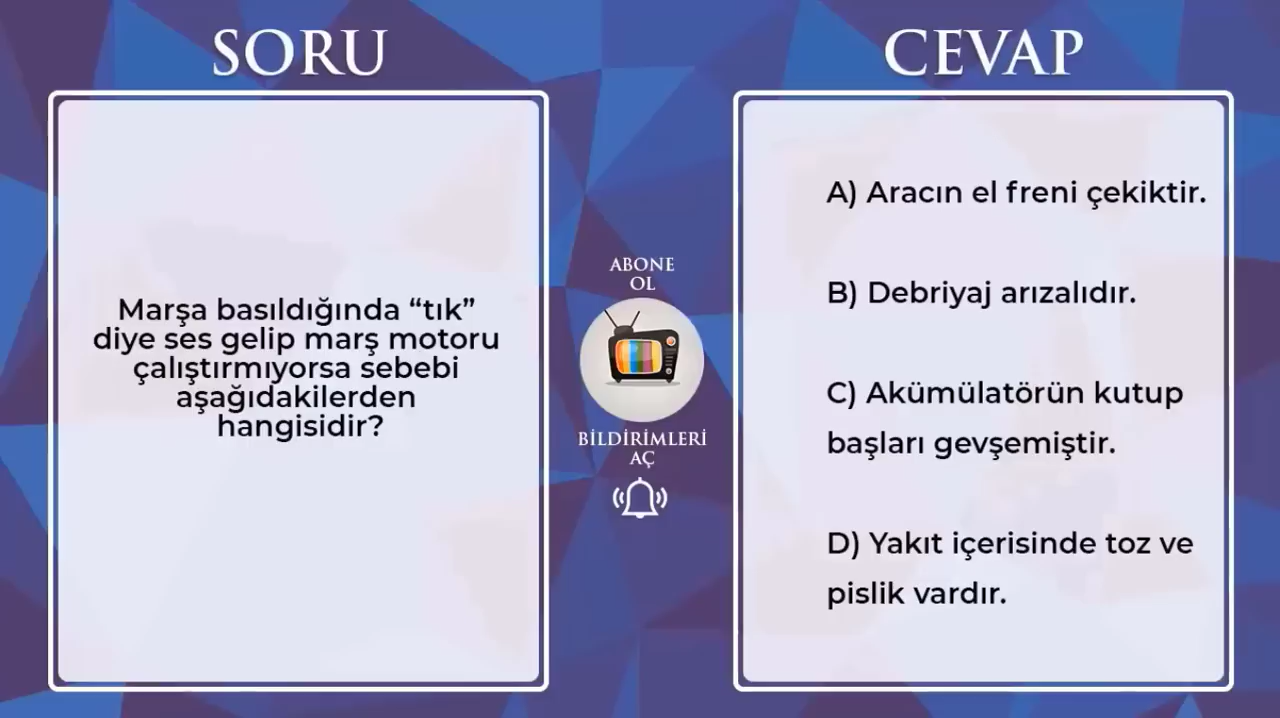 SORU
Marşa basıldığında “tık”
diye ses gelip marş motoru
çalıştırmıyorsa sebebi
aşağıdakilerden
hangisidir?
ABONE
OL
BİLDİRİMLERİ
AÇ
CEVAP
A) Aracın el freni çekiktir.
B) Debriyaj arızalıdır.
C) Akümülatörün kutup
başları gevşemiştir.
D) Yakıt içerisinde toz ve
pislik vardır.